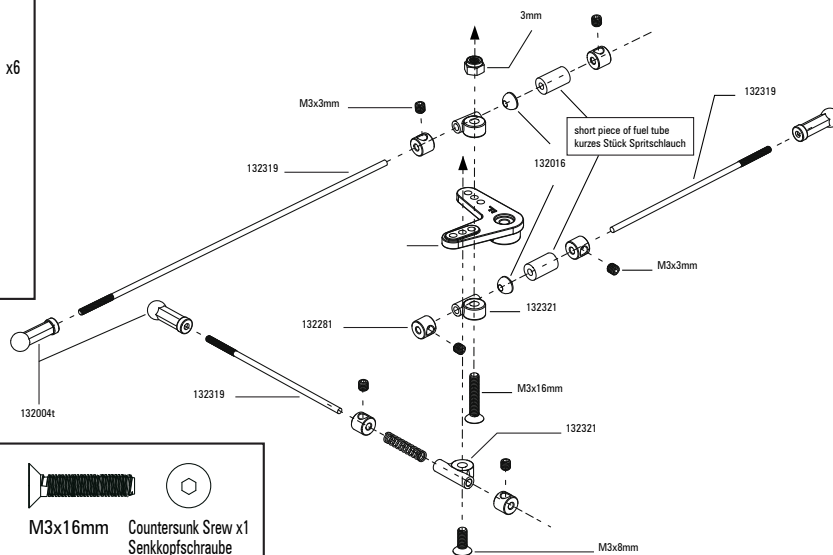 3mm
x6
M3x3mm
132319
short piece of fuel tube
kurzes Stück Spritschlauch
132319
132016
M3x3mm
132281
132321
M3x16mm
132319
132004t
132321
M3x16mm
Countersunk Srew x1
Senkkopfschraube
M3x8mm